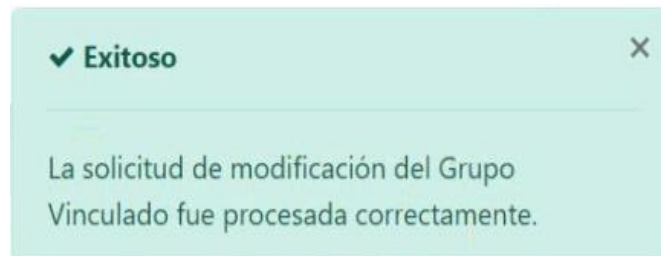 ✔ Exitoso ×
La solicitud de modificación del Grupo
Vinculado fue procesada correctamente.